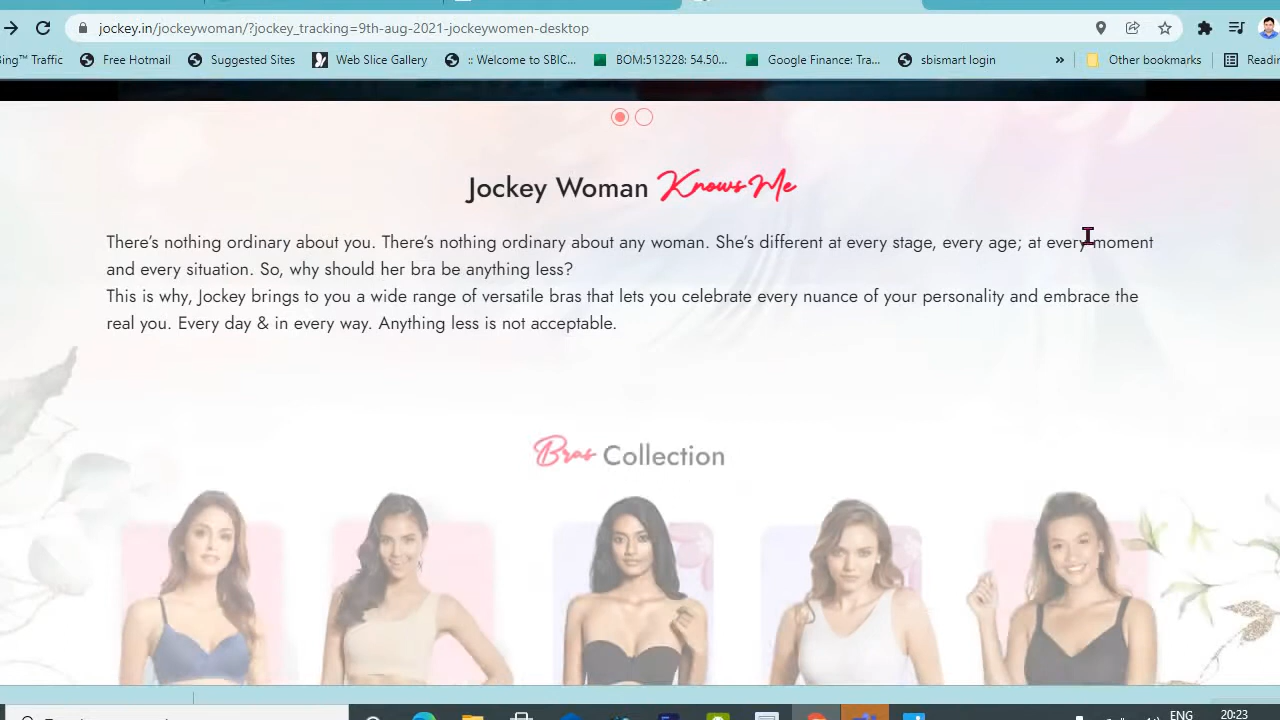 jockey.in/jockeywoman/?jockey_tracking=9th-aug-2021-jockeywomen-desktop
ing™ Traffic Free Hotmail Suggested Sites Web Slice Gallery :: Welcome to SBIC... BOM:513228: 54.50... Google Finance: Tra... sbismart login » Other bookmarks Readin
Jockey Woman Knows Me
There's nothing ordinary about you. There's nothing ordinary about any woman. She's different at every stage, every age; at every moment
and every situation. So, why should her bra be anything less?
This is why, Jockey brings to you a wide range of versatile bras that lets you celebrate every nuance of your personality and embrace the
real you. Every day & in every way. Anything less is not acceptable.
Bras Collection
ENG
20:23